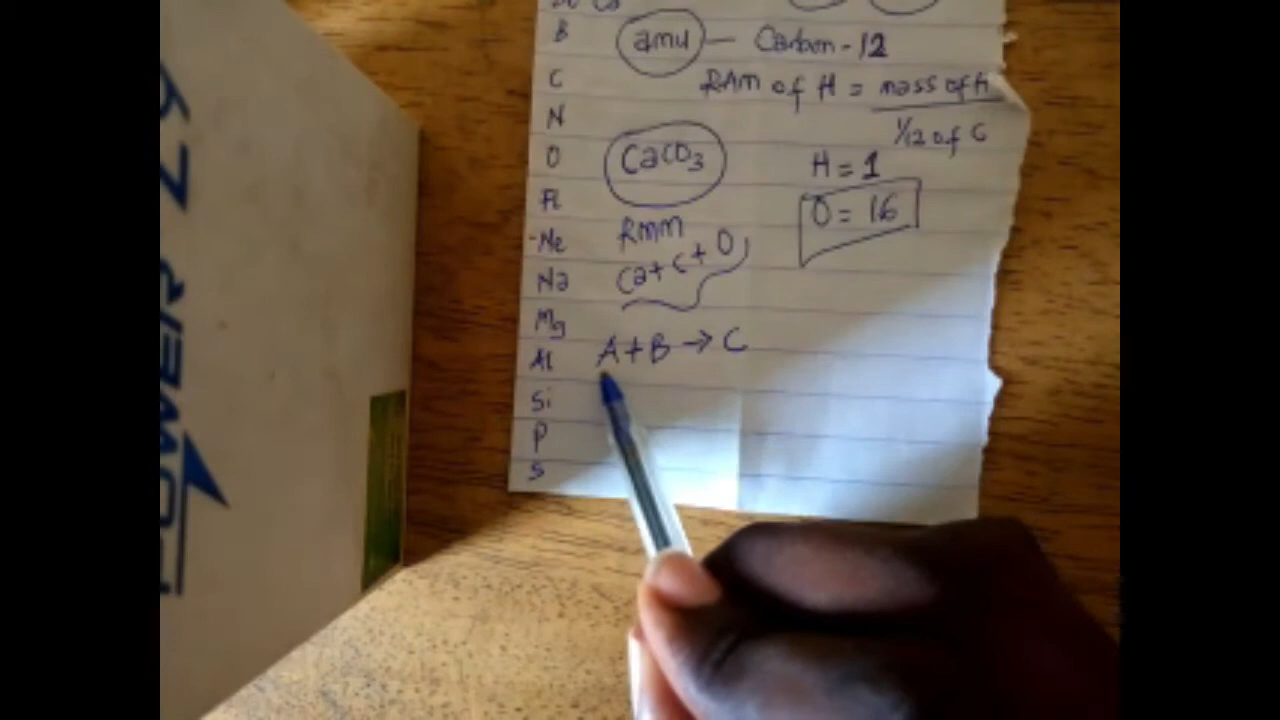 B
C
N
O
FL
Ne
Na
Mg
Al
Si
P
S
amu — Carbon-12
RAM of H = mass of H
1/12 of C
CaCO3
H = 1
O = 16
RMM
Ca + C + O
A + B → C